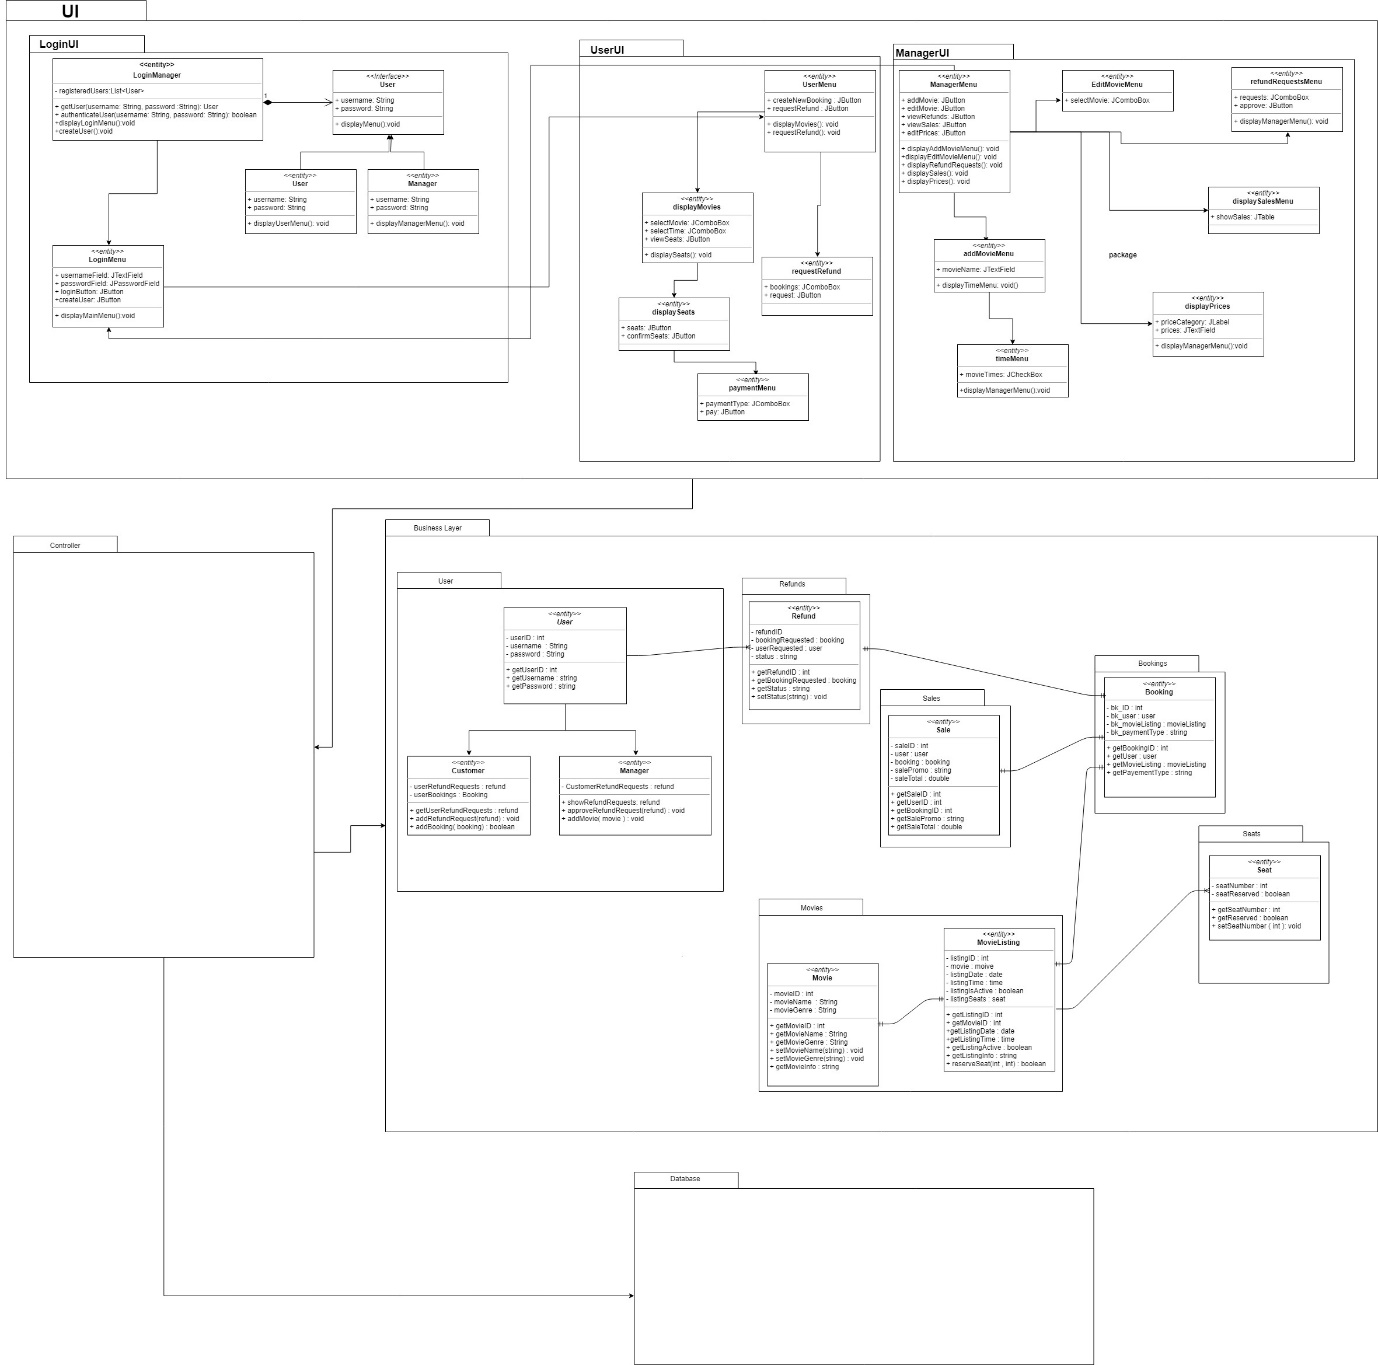 UI
LoginUI
<<entity>>
LoginManager
- registeredUsers:List<User>
+ getUser(username: String, password :String): User
+ authenticateUser(username: String, password: String): boolean
+displayLoginMenu():void
+createUser():void
1
<<Interface>>
User
+ username: String
+ password: String
+ displayMenu():void
<<entity>>
User
+ username: String
+ password: String
+ displayUserMenu(): void
<<entity>>
Manager
+ username: String
+ password: String
+ displayManagerMenu(): void
<<entity>>
LoginMenu
+ usernameField: JTextField
+ passwordField: JPasswordField
+ loginButton: JButton
+createUser: JButton
+ displayMainMenu():void
UserUI
<<entity>>
UserMenu
+ createNewBooking : JButton
+ requestRefund : JButton
+ displayMovies(): void
+ requestRefund(): void
<<entity>>
displayMovies
+ selectMovie: JComboBox
+ selectTime: JComboBox
+ viewSeats: JButton
+ displaySeats(): void
<<entity>>
requestRefund
+ bookings: JComboBox
+ request: JButton
<<entity>>
displaySeats
+ seats: JButton
+ confirmSeats: JButton
<<entity>>
paymentMenu
+ paymentType: JComboBox
+ pay: JButton
ManagerUI
<<entity>>
ManagerMenu
+ addMovie: JButton
+ editMovie: JButton
+ viewRefunds: JButton
+ viewSales: JButton
+ editPrices: JButton
+ displayAddMovieMenu(): void
+displayEditMovieMenu(): void
+ displayRefundRequests(): void
+ displaySales(): void
+ displayPrices(): void
<<entity>>
EditMovieMenu
+ selectMovie: JComboBox
<<entity>>
refundRequestsMenu
+ requests: JComboBox
+ approve: JButton
+ displayManagerMenu(): void
<<entity>>
displaySalesMenu
+ showSales: JTable
<<entity>>
addMovieMenu
+ movieName: JTextField
+ displayTimeMenu: void()
package
<<entity>>
displayPrices
+ priceCategory: JLabel
+ prices: JTextField
+ displayManagerMenu():void
<<entity>>
timeMenu
+ movieTimes: JCheckBox
+displayManagerMenu():void
Controller
Business Layer
User
<<entity>>
User
- userID : int
- username : String
- password : String
+ getUserID : int
+ getUsername : string
+ getPassword : string
<<entity>>
Customer
- userRefundRequests : refund
- userBookings : Booking
+ getUserRefundRequests : refund
+ addRefundRequest(refund) : void
+ addBooking( booking) : boolean
<<entity>>
Manager
- CustomerRefundRequests : refund
+ showRefundRequests: refund
+ approveRefundRequest(refund) : void
+ addMovie( movie ) : void
Refunds
<<entity>>
Refund
- refundID
- bookingRequested : booking
- userRequested : user
- status : string
+ getRefundID : int
+ getBookingRequested : booking
+ getStatus : string
+ setStatus(string) : void
Sales
<<entity>>
Sale
- saleID : int
- user : user
- booking : booking
- salePromo : string
- saleTotal : double
+ getSaleID : int
+ getUserID : int
+ getBookingID : int
+ getSalePromo : string
+ getSaleTotal : double
Bookings
<<entity>>
Booking
- bk_ID : int
- bk_user : user
- bk_movieListing : movieListing
- bk_paymentType : string
+ getBookingID : int
+ getUser : user
+ getMovieListing : movieListing
+ getPayementType : string
Seats
<<entity>>
Seat
- seatNumber : int
- seatReserved : boolean
+ getSeatNumber : int
+ getReserved : boolean
+ setSeatNumber ( int ): void
Movies
<<entity>>
Movie
- movieID : int
- movieName : String
- movieGenre : String
+ getMovieID : int
+ getMovieName : String
+ getMovieGenre : String
+ setMovieName(string) : void
+ setMovieGenre(string) : void
+ getMovieInfo : string
<<entity>>
MovieListing
- listingID : int
- movie : moive
- listingDate : date
- listingTime : time
- listingIsActive : boolean
- listingSeats : seat
+ getListingID : int
+ getMovieID : int
+getListingDate : date
+getListingTime : time
+ getListingActive : boolean
+ getListingInfo : string
+ reserveSeat(int , int) : boolean
Database